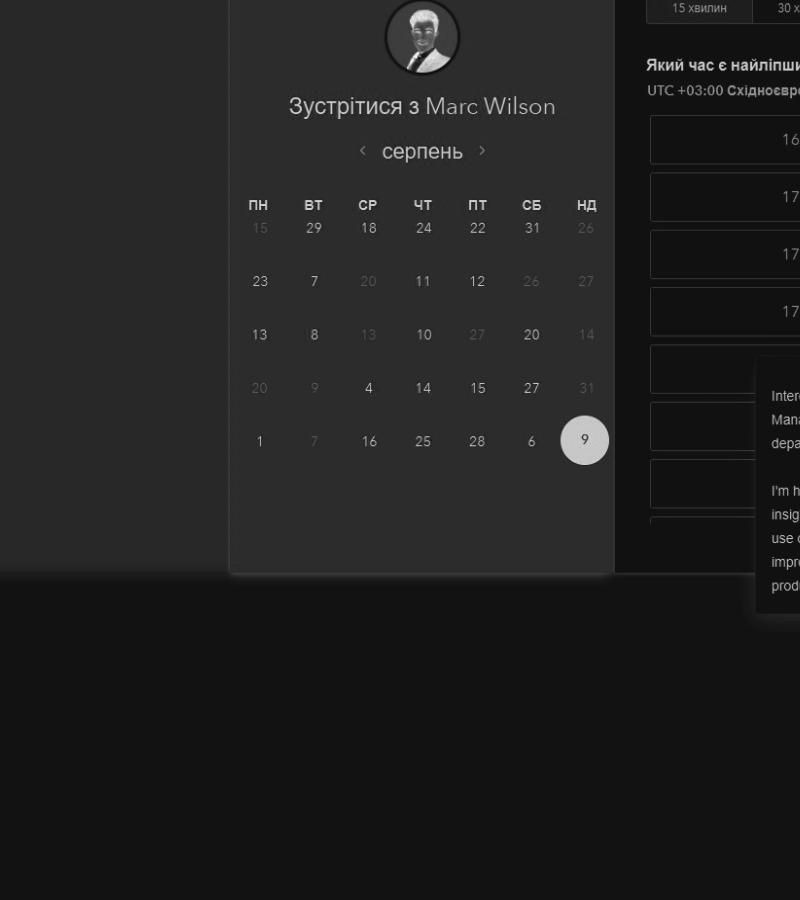 15 хвилин
30 х
Який час є найліпши
UTC +03:00 Східноєвро
Зустрітися з Marc Wilson
‹ серпень ›
ПН ВТ СР ЧТ ПТ СБ НД
15 29 18 24 22 31 26
23 7 20 11 12 26 27
13 8 13 10 27 20 14
20 9 4 14 15 27 31
1 7 16 25 28 6 9
16
17
17
17
Inter
Mana
depa
I'm h
insig
use
impr
prod